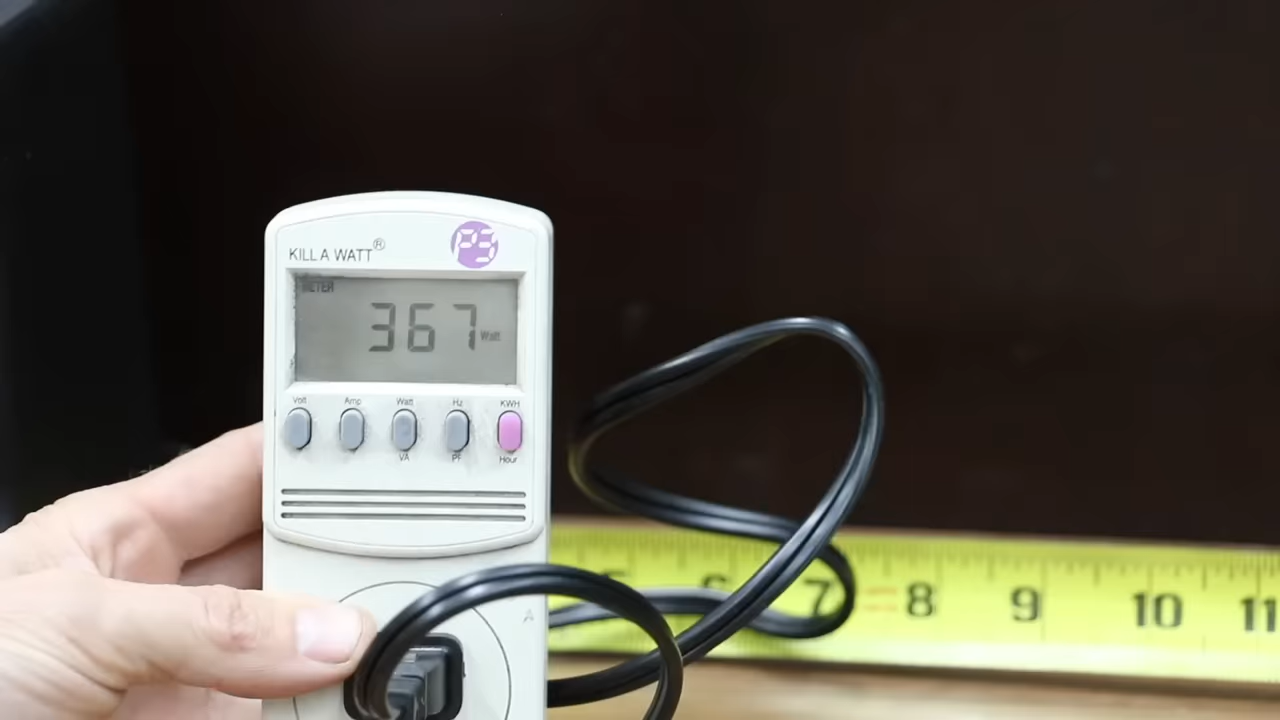 KILL A WATT®
P3
METER
367 Watt
Volt Amp Watt Hz KWH
VA PF Hour
A
6 7 8 9 10 11